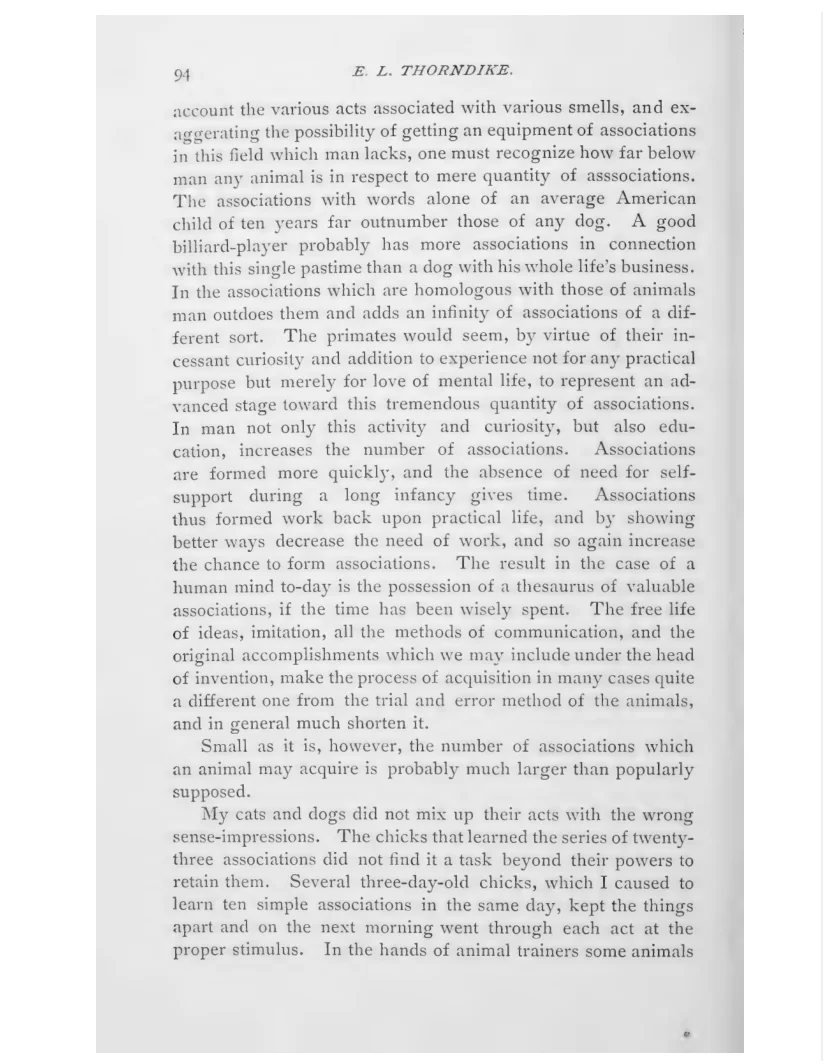 94
E. L. THORNDIKE.
account the various acts associated with various smells, and ex-
aggerating the possibility of getting an equipment of associations
in this field which man lacks, one must recognize how far below
man any animal is in respect to mere quantity of asssociations.
The associations with words alone of an average American
child of ten years far outnumber those of any dog. A good
billiard-player probably has more associations in connection
with this single pastime than a dog with his whole life's business.
In the associations which are homologous with those of animals
man outdoes them and adds an infinity of associations of a dif-
ferent sort. The primates would seem, by virtue of their in-
cessant curiosity and addition to experience not for any practical
purpose but merely for love of mental life, to represent an ad-
vanced stage toward this tremendous quantity of associations.
In man not only this activity and curiosity, but also edu-
cation, increases the number of associations. Associations
are formed more quickly, and the absence of need for self-
support during a long infancy gives time. Associations
thus formed work back upon practical life, and by showing
better ways decrease the need of work, and so again increase
the chance to form associations. The result in the case of a
human mind to-day is the possession of a thesaurus of valuable
associations, if the time has been wisely spent. The free life
of ideas, imitation, all the methods of communication, and the
original accomplishments which we may include under the head
of invention, make the process of acquisition in many cases quite
a different one from the trial and error method of the animals,
and in general much shorten it.
Small as it is, however, the number of associations which
an animal may acquire is probably much larger than popularly
supposed.
My cats and dogs did not mix up their acts with the wrong
sense-impressions. The chicks that learned the series of twenty-
three associations did not find it a task beyond their powers to
retain them. Several three-day-old chicks, which I caused to
learn ten simple associations in the same day, kept the things
apart and on the next morning went through each act at the
proper stimulus. In the hands of animal trainers some animals